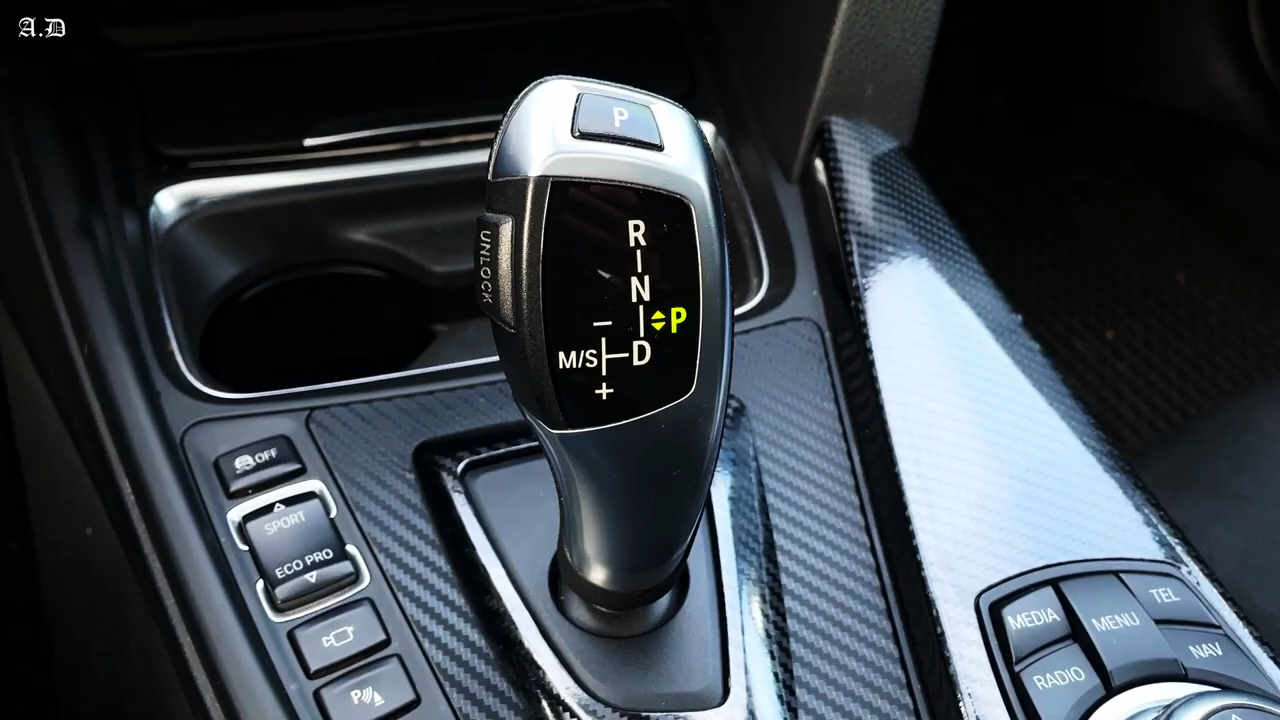 A.D
P
UNLOCK
R
N
P
−
M/S D
+
OFF
SPORT
ECO PRO
P
MEDIA
MENU
TEL
RADIO
NAV